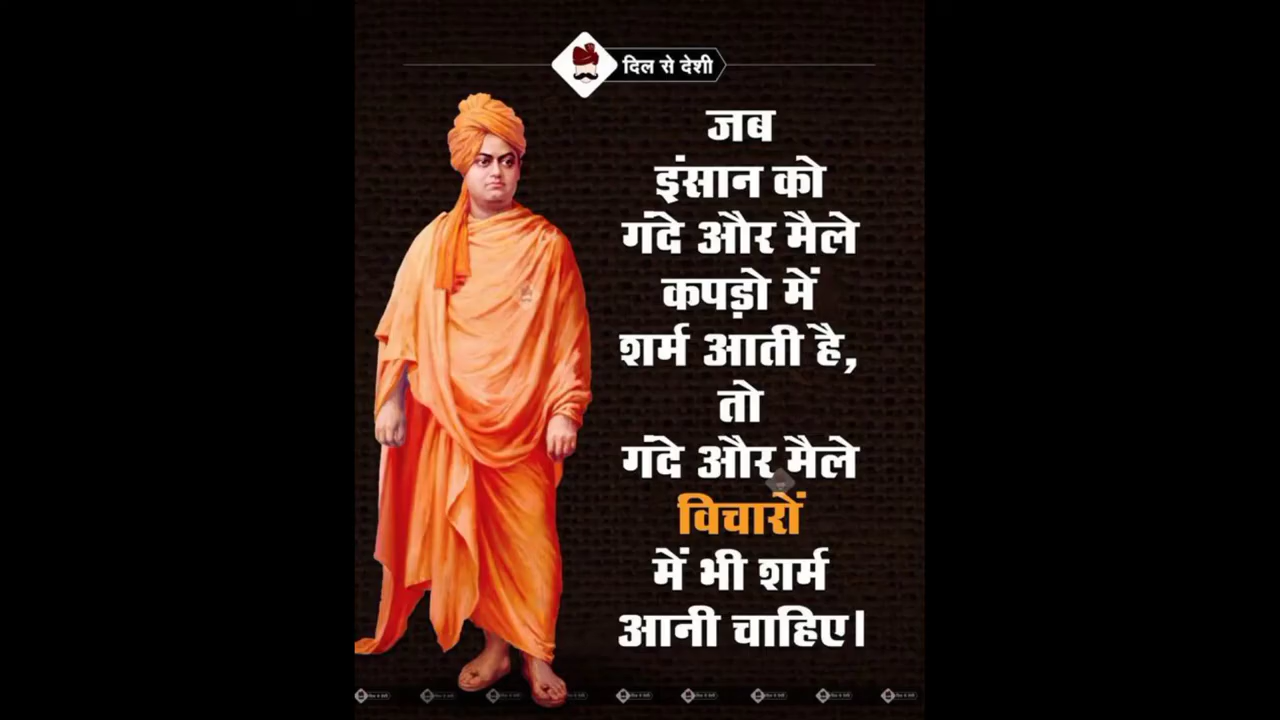 दिल से देशी
जब
इंसान को
गंदे और मैले
कपड़ो में
शर्म आती है,
तो
गंदे और मैले
विचारों
में भी शर्म
आनी चाहिए।